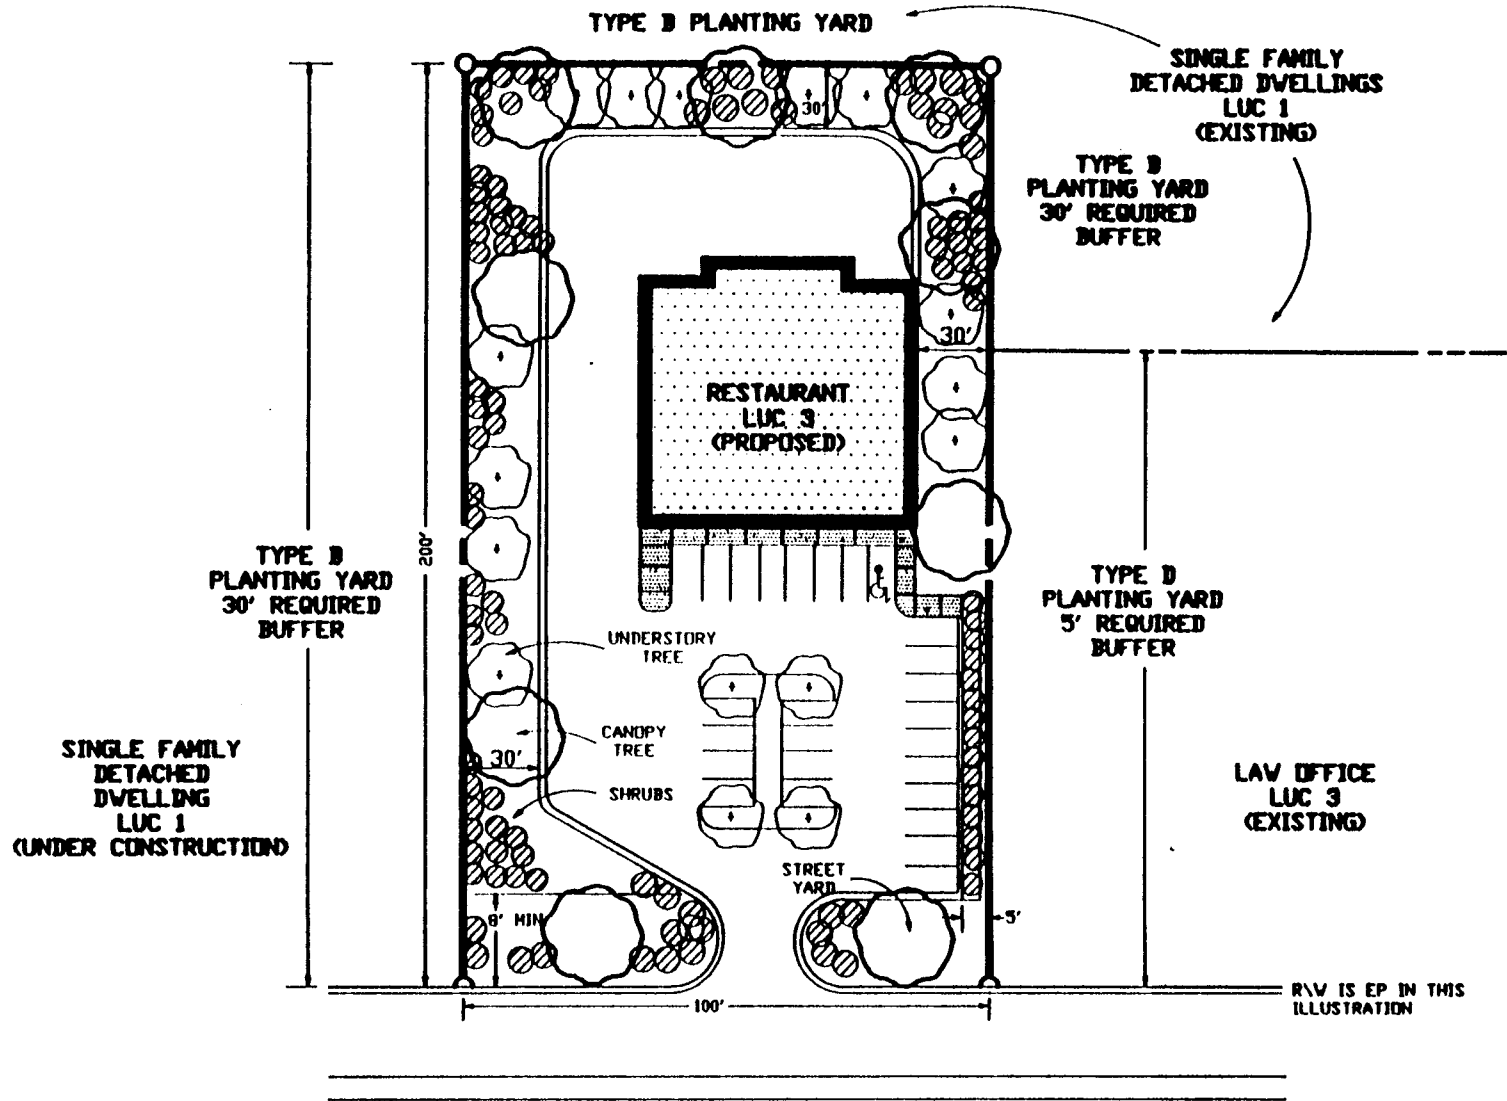 TYPE B PLANTING YARD
SINGLE FAMILY
DETACHED DWELLINGS
LUC 1
(EXISTING)
30'
TYPE B
PLANTING YARD
30' REQUIRED
BUFFER
30'
RESTAURANT
LUC 3
(PROPOSED)
200'
TYPE B
PLANTING YARD
30' REQUIRED
BUFFER
TYPE D
PLANTING YARD
5' REQUIRED
BUFFER
UNDERSTORY
TREE
CANOPY
TREE
30'
SHRUBS
SINGLE FAMILY
DETACHED
DWELLING
LUC 1
(UNDER CONSTRUCTION)
LAW OFFICE
LUC 3
(EXISTING)
STREET
YARD
8' MIN
5'
100'
R\W IS EP IN THIS
ILLUSTRATION